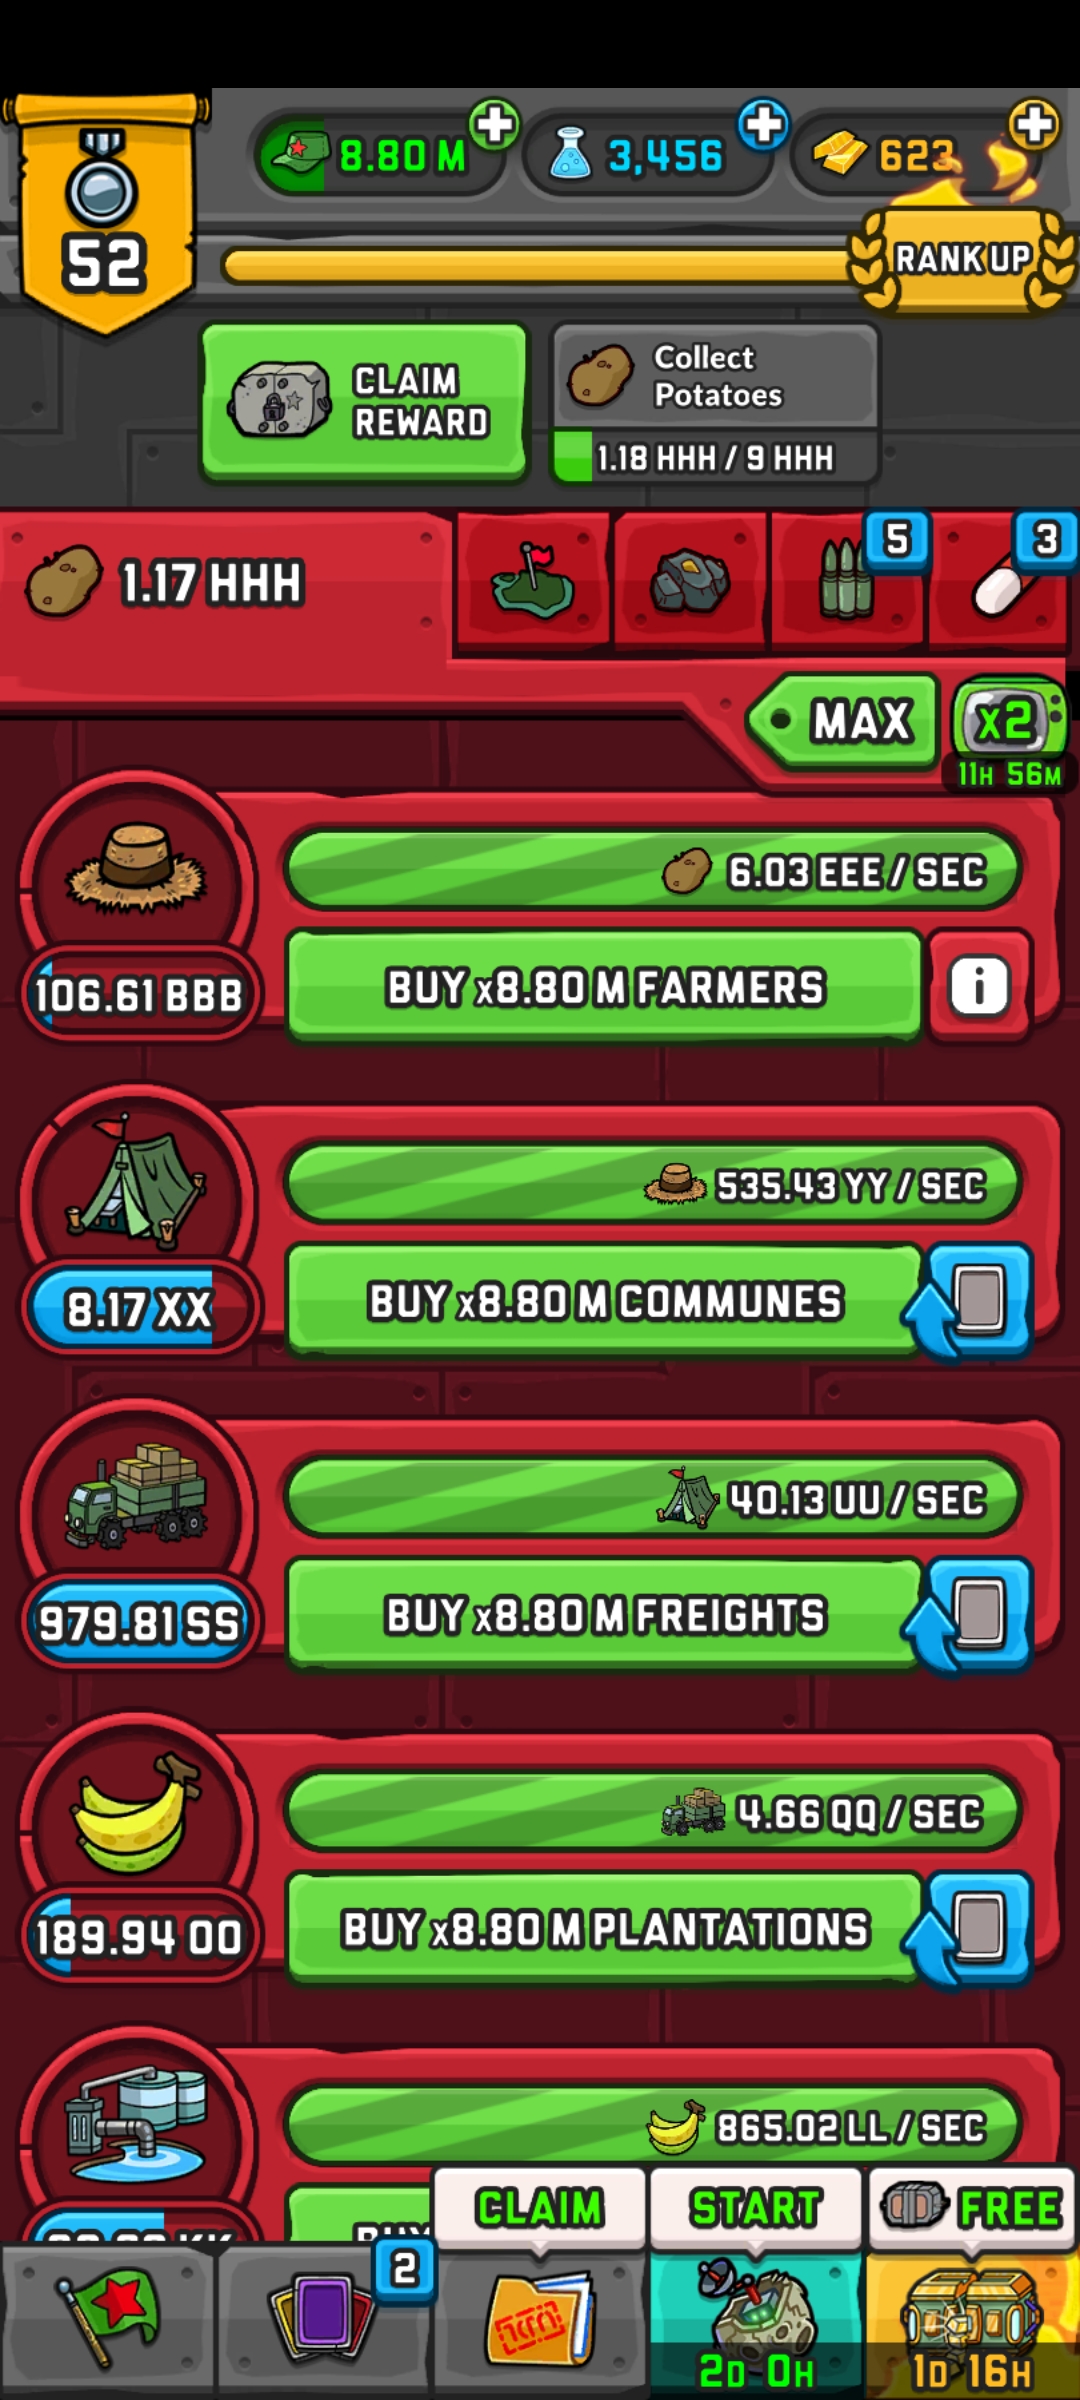 52
8.80 M
3,456
623
RANK UP
CLAIM
REWARD
Collect
Potatoes
1.18 HHH / 9 HHH
1.17 HHH
5
3
MAX
x2
11H 56M
6.03 EEE / SEC
106.61 BBB
BUY x8.80 M FARMERS
i
535.43 YY / SEC
8.17 XX
BUY x8.80 M COMMUNES
40.13 UU / SEC
979.81 SS
BUY x8.80 M FREIGHTS
4.66 QQ / SEC
189.94 OO
BUY x8.80 M PLANTATIONS
865.02 LL / SEC
BUY
CLAIM
START
FREE
2
2D 0H
1D 16H